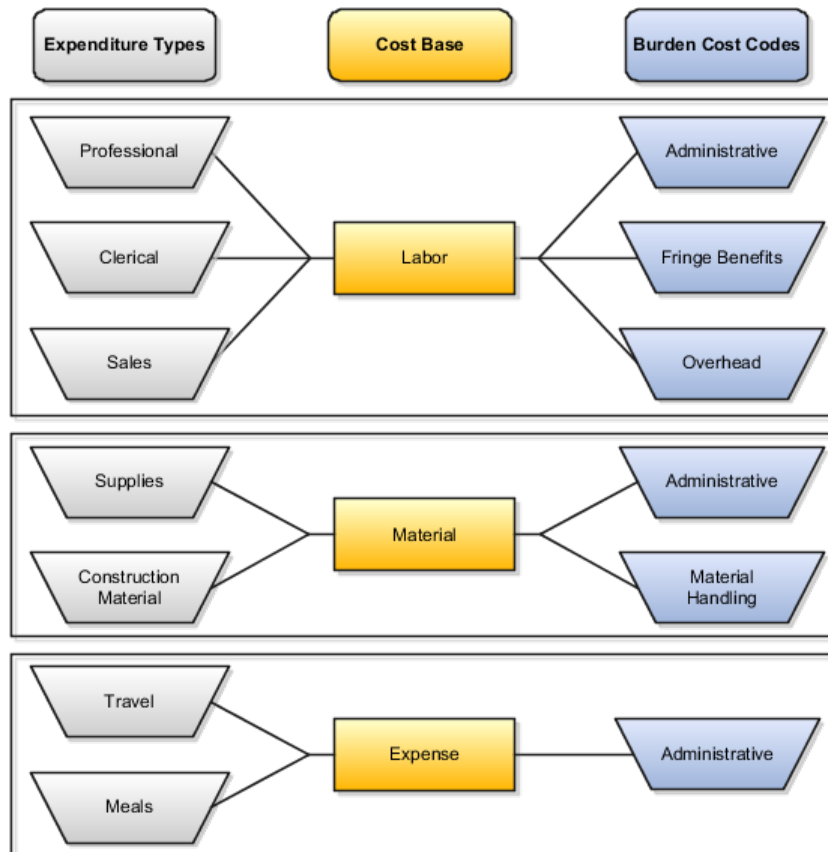 Expenditure Types
Cost Base
Burden Cost Codes
Professional
Administrative
Clerical
Labor
Fringe Benefits
Sales
Overhead
Supplies
Administrative
Material
Construction
Material
Material
Handling
Travel
Expense
Administrative
Meals